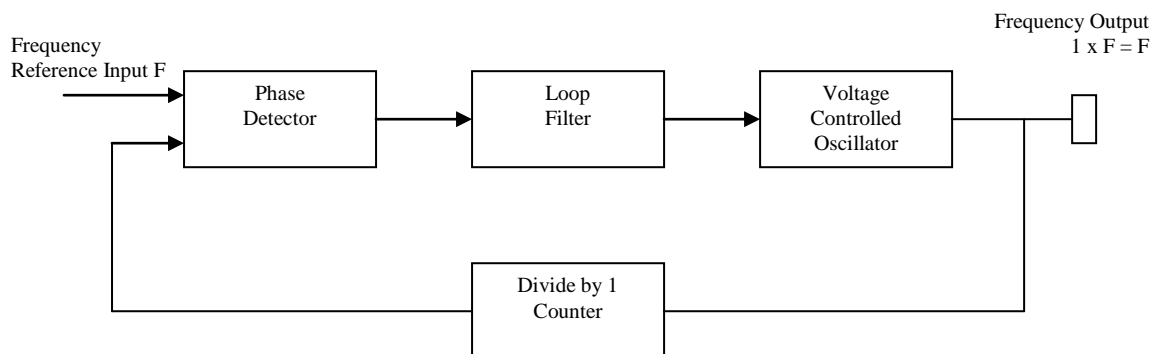 Frequency Output
1 x F = F
Frequency
Reference Input F
Phase
Detector
Loop
Filter
Voltage
Controlled
Oscillator
Divide by 1
Counter